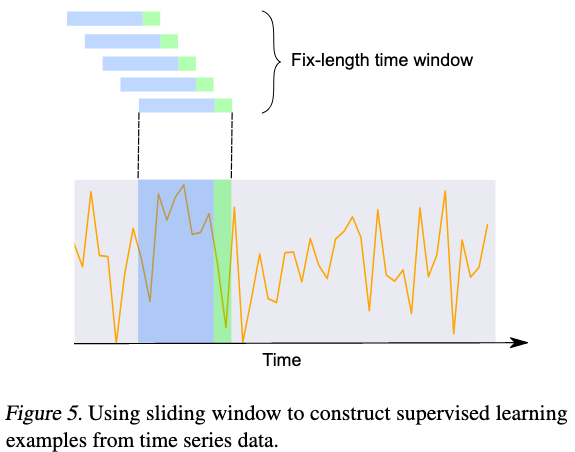 Fix-length time window
Time
Figure 5. Using sliding window to construct supervised learning
examples from time series data.